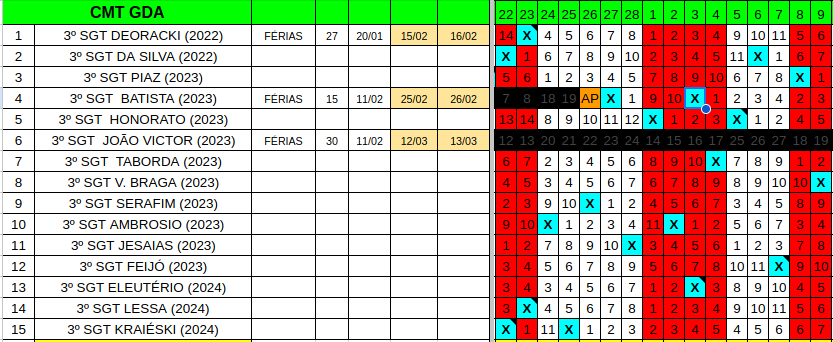 CMT GDA 22 23 24 25 26 27 28 1 2 3 4 5 6 7 8 9
1 3º SGT DEORACKI (2022) FÉRIAS 27 20/01 15/02 16/02 14 X 4 5 6 7 8 1 2 3 4 9 10 11 5 6
2 3º SGT DA SILVA (2022) X 1 6 7 8 9 10 2 3 4 5 11 X 1 6 7
3 3º SGT PIAZ (2023) 5 6 1 2 3 4 5 7 8 9 10 6 7 8 X 1
4 3º SGT BATISTA (2023) FÉRIAS 15 11/02 25/02 26/02 7 8 18 19 AP X 1 9 10 X 1 2 3 4 2 3
5 3º SGT HONORATO (2023) 13 14 8 9 10 11 12 X 1 2 3 X 1 2 4 5
6 3º SGT JOÃO VICTOR (2023) FÉRIAS 30 11/02 12/03 13/03 12 13 20 21 22 23 24 14 15 16 17 25 26 27 18 19
7 3º SGT TABORDA (2023) 6 7 2 3 4 5 6 8 9 10 X 7 8 9 1 2
8 3º SGT V. BRAGA (2023) 4 5 3 4 5 6 7 6 7 8 9 8 9 10 10 X
9 3º SGT SERAFIM (2023) 2 3 9 10 X 1 2 4 5 6 7 3 4 5 8 9
10 3º SGT AMBROSIO (2023) 9 10 X 1 2 3 4 11 X 1 2 5 6 7 3 4
11 3º SGT JESAIAS (2023) 1 2 7 8 9 10 X 3 4 5 6 1 2 3 7 8
12 3º SGT FEIJÓ (2023) 3 4 5 6 7 8 9 5 6 7 8 10 11 X 9 10
13 3º SGT ELEUTÉRIO (2024) 3 4 3 4 5 6 7 1 2 X 3 8 9 10 4 5
14 3º SGT LESSA (2024) 3 X 4 5 6 7 8 1 2 3 4 9 10 11 5 6
15 3º SGT KRAIÉSKI (2024) X 1 11 X 1 2 3 2 3 4 5 4 5 6 6 7